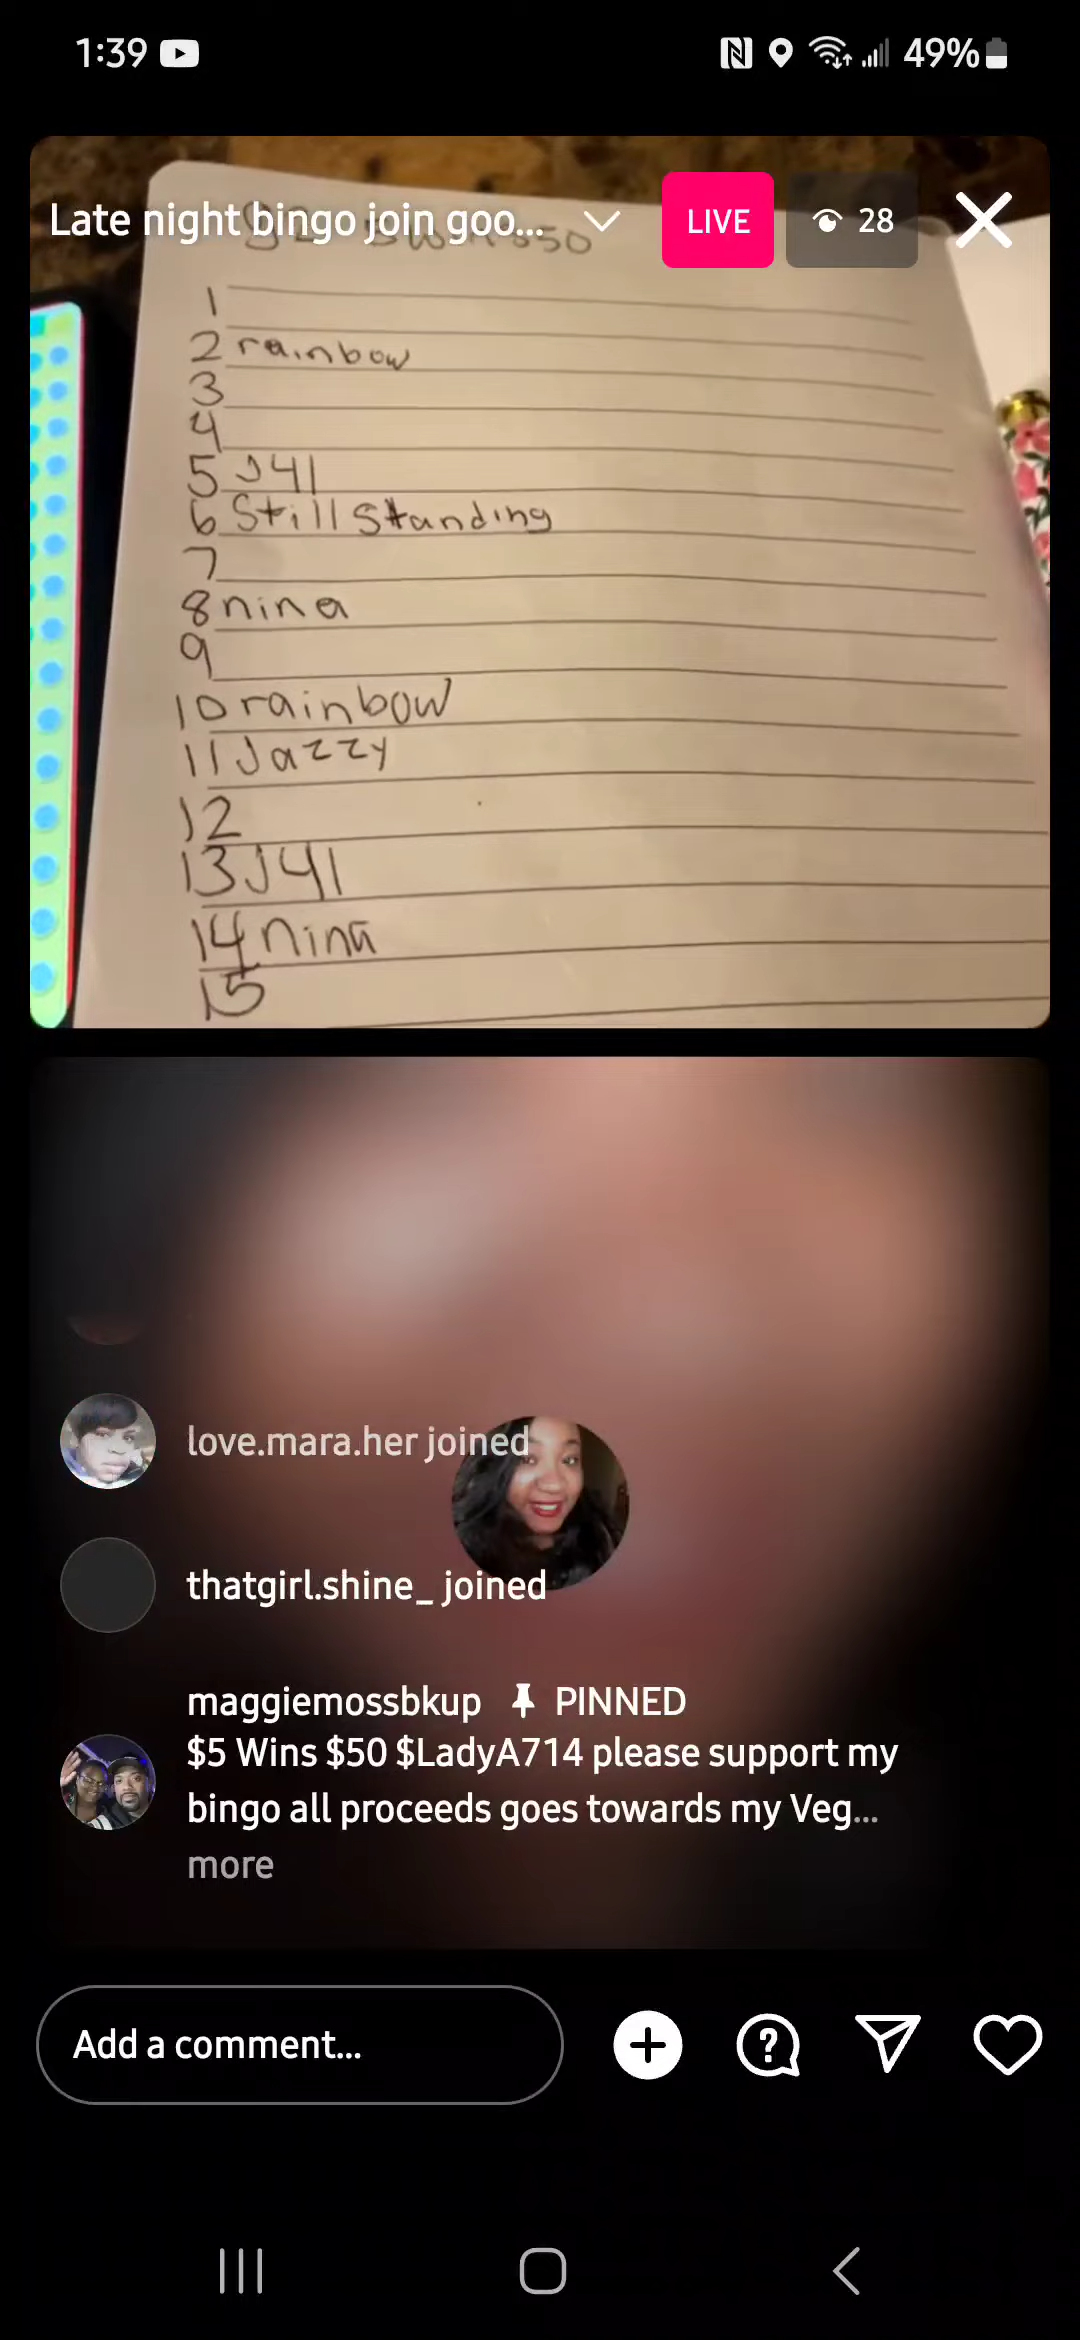 1:39
49%
Late night bingo join goo...
LIVE
28
$50
1
2 rainbow
3
4
5 J41
6 Still Standing
7
8 nina
9
10 rainbow
11 Jazzy
12
13 J41
14 nina
15
love.mara.her joined
thatgirl.shine_ joined
maggiemossbkup PINNED
$5 Wins $50 $LadyA714 please support my
bingo all proceeds goes towards my Veg...
more
Add a comment...